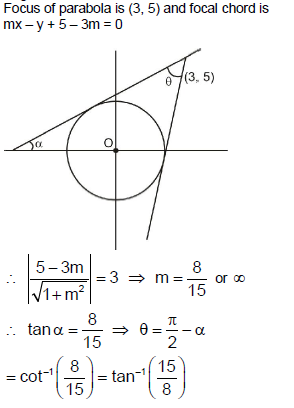 Focus of parabola is (3, 5) and focal chord is
mx – y + 5 – 3m = 0
θ (3, 5)
α O
∴ |(5 – 3m)/√(1 + m²)| = 3 ⇒ m = 8/15 or ∞
∴ tan α = 8/15 ⇒ θ = π/2 – α
= cot⁻¹(8/15) = tan⁻¹(15/8)